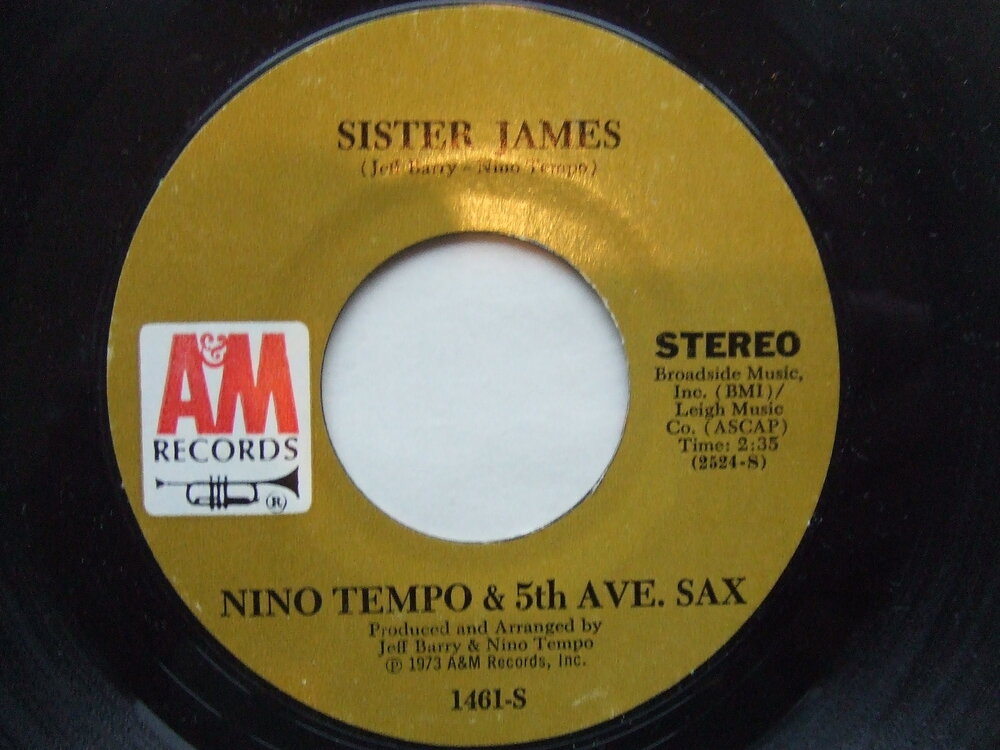 SISTER JAMES
(Jeff Barry - Nino Tempo)
A&M
RECORDS
®
STEREO
Broadside Music,
Inc. (BMI)/
Leigh Music
Co. (ASCAP)
Time: 2:35
(2524-S)
NINO TEMPO & 5th AVE. SAX
Produced and Arranged by
Jeff Barry & Nino Tempo
℗ 1973 A&M Records, Inc.
1461-S